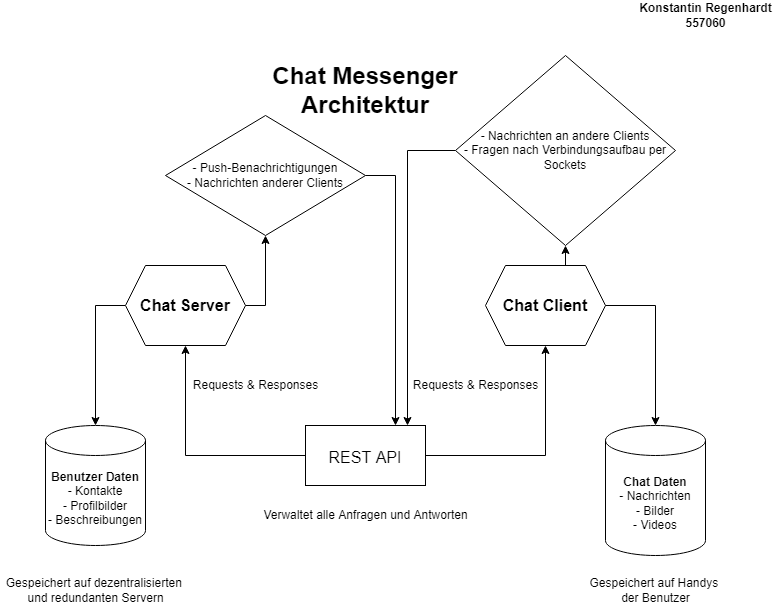 Konstantin Regenhardt
557060
Chat Messenger
Architektur
- Push-Benachrichtigungen
- Nachrichten anderer Clients
- Nachrichten an andere Clients
- Fragen nach Verbindungsaufbau per
Sockets
Chat Server
Chat Client
Requests & Responses
Requests & Responses
REST API
Verwaltet alle Anfragen und Antworten
Benutzer Daten
- Kontakte
- Profilbilder
- Beschreibungen
Chat Daten
- Nachrichten
- Bilder
- Videos
Gespeichert auf dezentralisierten
und redundanten Servern
Gespeichert auf Handys
der Benutzer